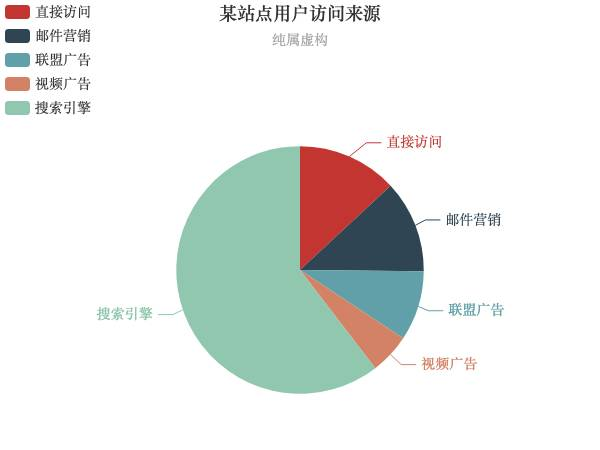 某站点用户访问来源
纯属虚构
直接访问
邮件营销
联盟广告
视频广告
搜索引擎
直接访问
邮件营销
联盟广告
视频广告
搜索引擎